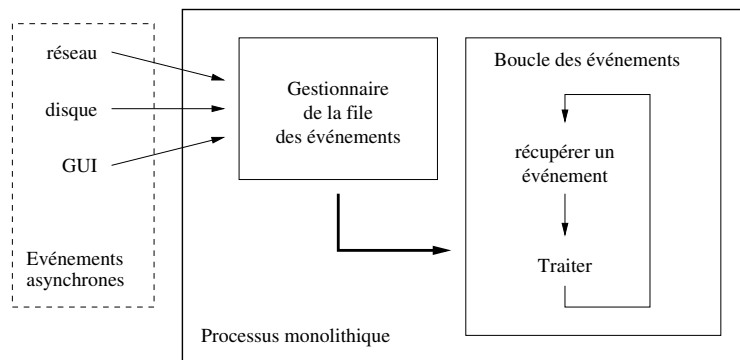 réseau
disque
GUI
Evénements
asynchrones
Gestionnaire
de la file
des événements
Processus monolithique
Boucle des événements
récupérer un
événement
Traiter